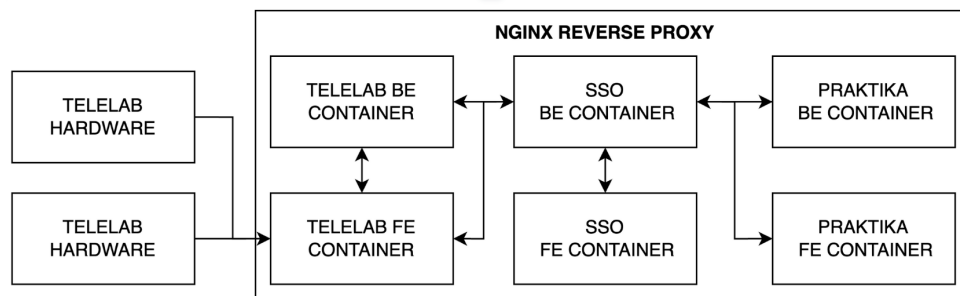 NGINX REVERSE PROXY
TELELAB
HARDWARE
TELELAB BE
CONTAINER
SSO
BE CONTAINER
PRAKTIKA
BE CONTAINER
TELELAB
HARDWARE
TELELAB FE
CONTAINER
SSO
FE CONTAINER
PRAKTIKA
FE CONTAINER